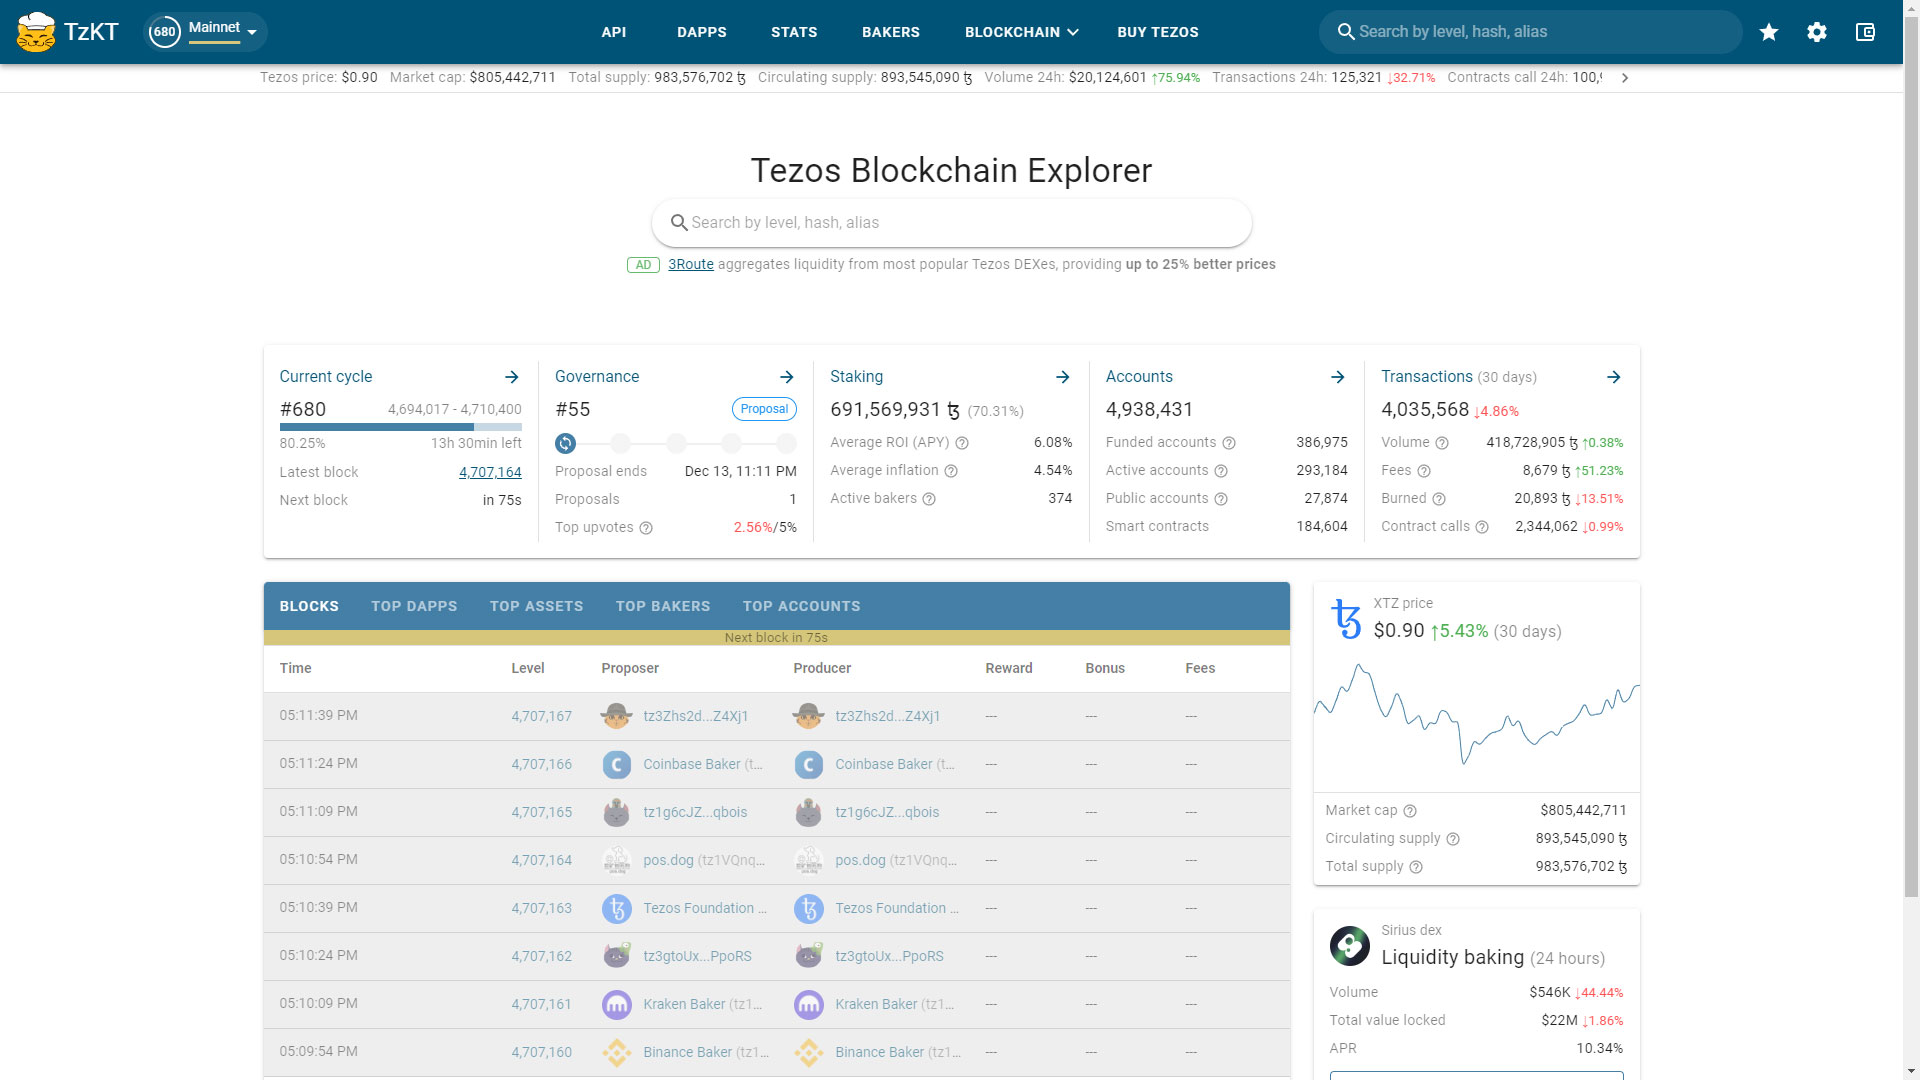 TzKT
680 Mainnet
API DAPPS STATS BAKERS BLOCKCHAIN BUY TEZOS
Search by level, hash, alias
Tezos price: $0.90 Market cap: $805,442,711 Total supply: 983,576,702 ꜩ Circulating supply: 893,545,090 ꜩ Volume 24h: $20,124,601 ↑75.94% Transactions 24h: 125,321 ↓32.71% Contracts call 24h:
Tezos Blockchain Explorer
Search by level, hash, alias
AD 3Route aggregates liquidity from most popular Tezos DEXes, providing up to 25% better prices
Current cycle
#680 4,694,017 - 4,710,400
80.25% 13h 30min left
Latest block 4,707,164
Next block in 75s
Governance
#55 Proposal
Proposal ends Dec 13, 11:11 PM
Proposals 1
Top upvotes 2.56%/5%
Staking
691,569,931 ꜩ (70.31%)
Average ROI (APY) 6.08%
Average inflation 4.54%
Active bakers 374
Accounts
4,938,431
Funded accounts 386,975
Active accounts 293,184
Public accounts 27,874
Smart contracts 184,604
Transactions (30 days)
4,035,568 ↓4.86%
Volume 418,728,905 ꜩ ↑0.38%
Fees 8,679 ꜩ ↑51.23%
Burned 20,893 ꜩ ↓13.51%
Contract calls 2,344,062 ↓0.99%
BLOCKS TOP DAPPS TOP ASSETS TOP BAKERS TOP ACCOUNTS
Next block in 75s
Time Level Proposer Producer Reward Bonus Fees
05:11:39 PM 4,707,167 tz3Zhs2d...Z4Xj1 tz3Zhs2d...Z4Xj1 --- --- ---
05:11:24 PM 4,707,166 Coinbase Baker (t... Coinbase Baker (t... --- --- ---
05:11:09 PM 4,707,165 tz1g6cJZ...qbois tz1g6cJZ...qbois --- --- ---
05:10:54 PM 4,707,164 pos.dog (tz1VQnq... pos.dog (tz1VQnq... --- --- ---
05:10:39 PM 4,707,163 Tezos Foundation ... Tezos Foundation ... --- --- ---
05:10:24 PM 4,707,162 tz3gtoUx...PpoRS tz3gtoUx...PpoRS --- --- ---
05:10:09 PM 4,707,161 Kraken Baker (tz1... Kraken Baker (tz1... --- --- ---
05:09:54 PM 4,707,160 Binance Baker (tz1... Binance Baker (tz1... --- --- ---
XTZ price
$0.90 ↑5.43% (30 days)
Market cap $805,442,711
Circulating supply 893,545,090 ꜩ
Total supply 983,576,702 ꜩ
Sirius dex
Liquidity baking (24 hours)
Volume $546K ↓44.44%
Total value locked $22M ↓1.86%
APR 10.34%